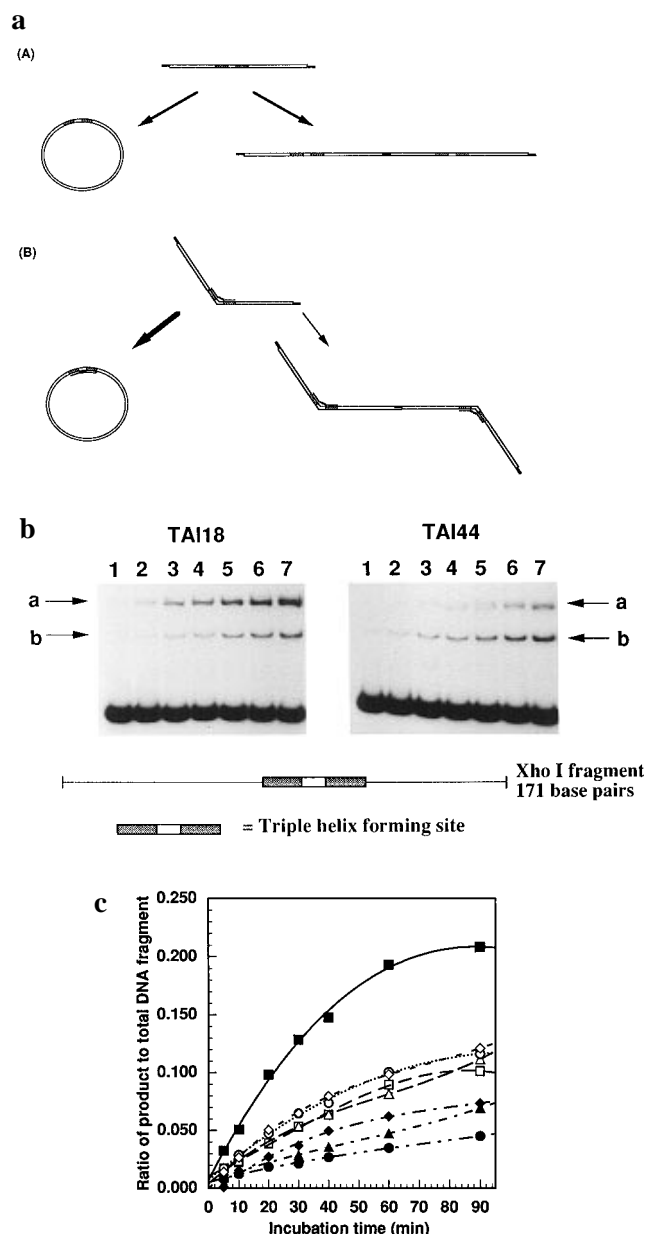 a
(A)
(B)
b
TAI18
TAI44
1 2 3 4 5 6 7
1 2 3 4 5 6 7
a
b
a
b
Xho I fragment
171 base pairs
= Triple helix forming site
c
Ratio of product to total DNA fragment
0.250
0.200
0.150
0.100
0.050
0.000
0 10 20 30 40 50 60 70 80 90
Incubation time (min)